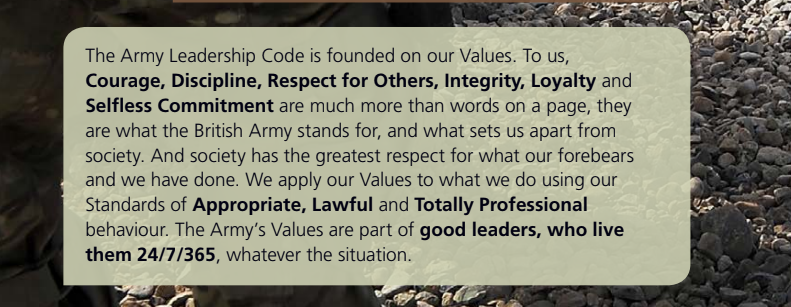 The Army Leadership Code is founded on our Values. To us,
Courage, Discipline, Respect for Others, Integrity, Loyalty and
Selfless Commitment are much more than words on a page, they
are what the British Army stands for, and what sets us apart from
society. And society has the greatest respect for what our forebears
and we have done. We apply our Values to what we do using our
Standards of Appropriate, Lawful and Totally Professional
behaviour. The Army's Values are part of good leaders, who live
them 24/7/365, whatever the situation.